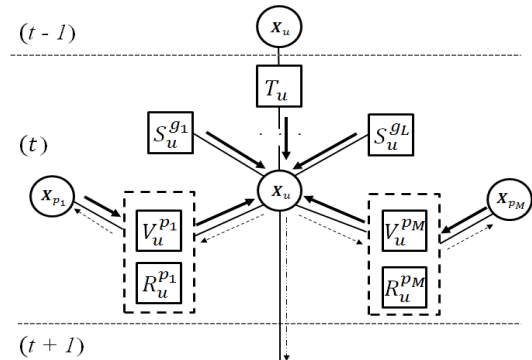 (t - 1)
x_u
T_u
S_u^{g_1}
. . .
S_u^{g_L}
(t)
x_{p_1}
x_u
x_{p_M}
V_u^{p_1}
V_u^{p_M}
R_u^{p_1}
R_u^{p_M}
(t + 1)